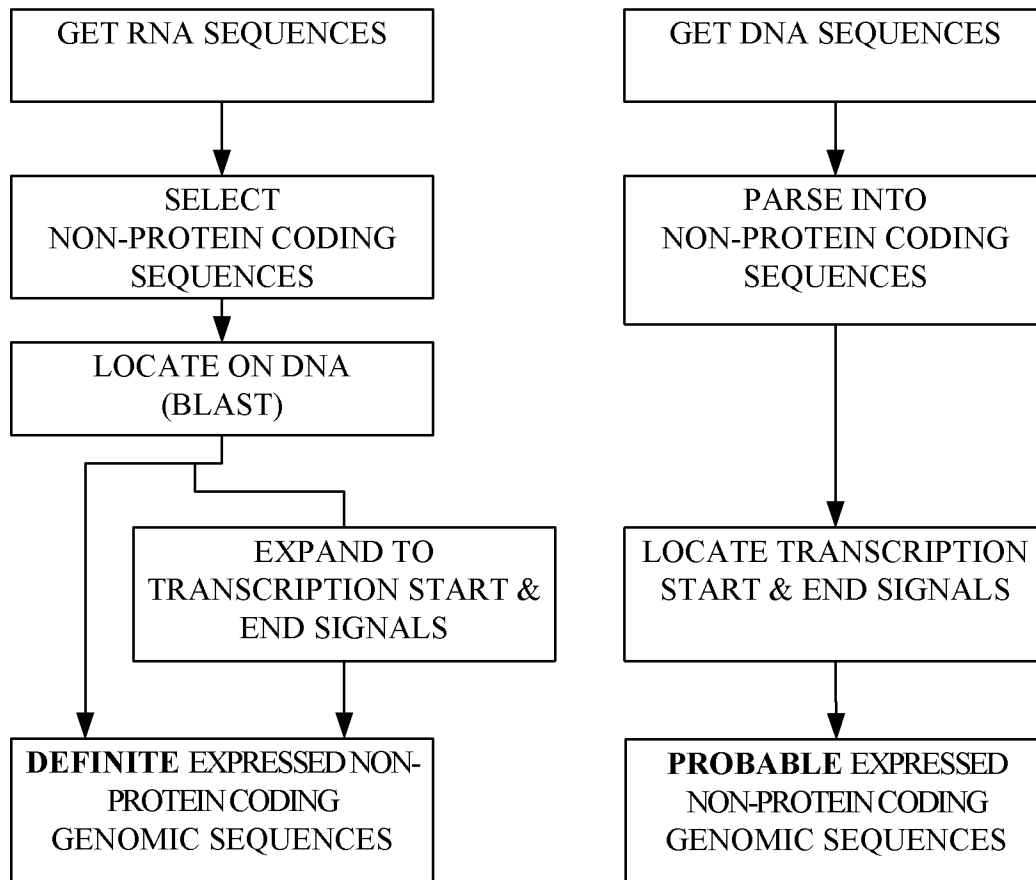 GET RNA SEQUENCES
SELECT
NON-PROTEIN CODING
SEQUENCES
LOCATE ON DNA
(BLAST)
EXPAND TO
TRANSCRIPTION START &
END SIGNALS
DEFINITE EXPRESSED NON-
PROTEIN CODING
GENOMIC SEQUENCES
GET DNA SEQUENCES
PARSE INTO
NON-PROTEIN CODING
SEQUENCES
LOCATE TRANSCRIPTION
START & END SIGNALS
PROBABLE EXPRESSED
NON-PROTEIN CODING
GENOMIC SEQUENCES